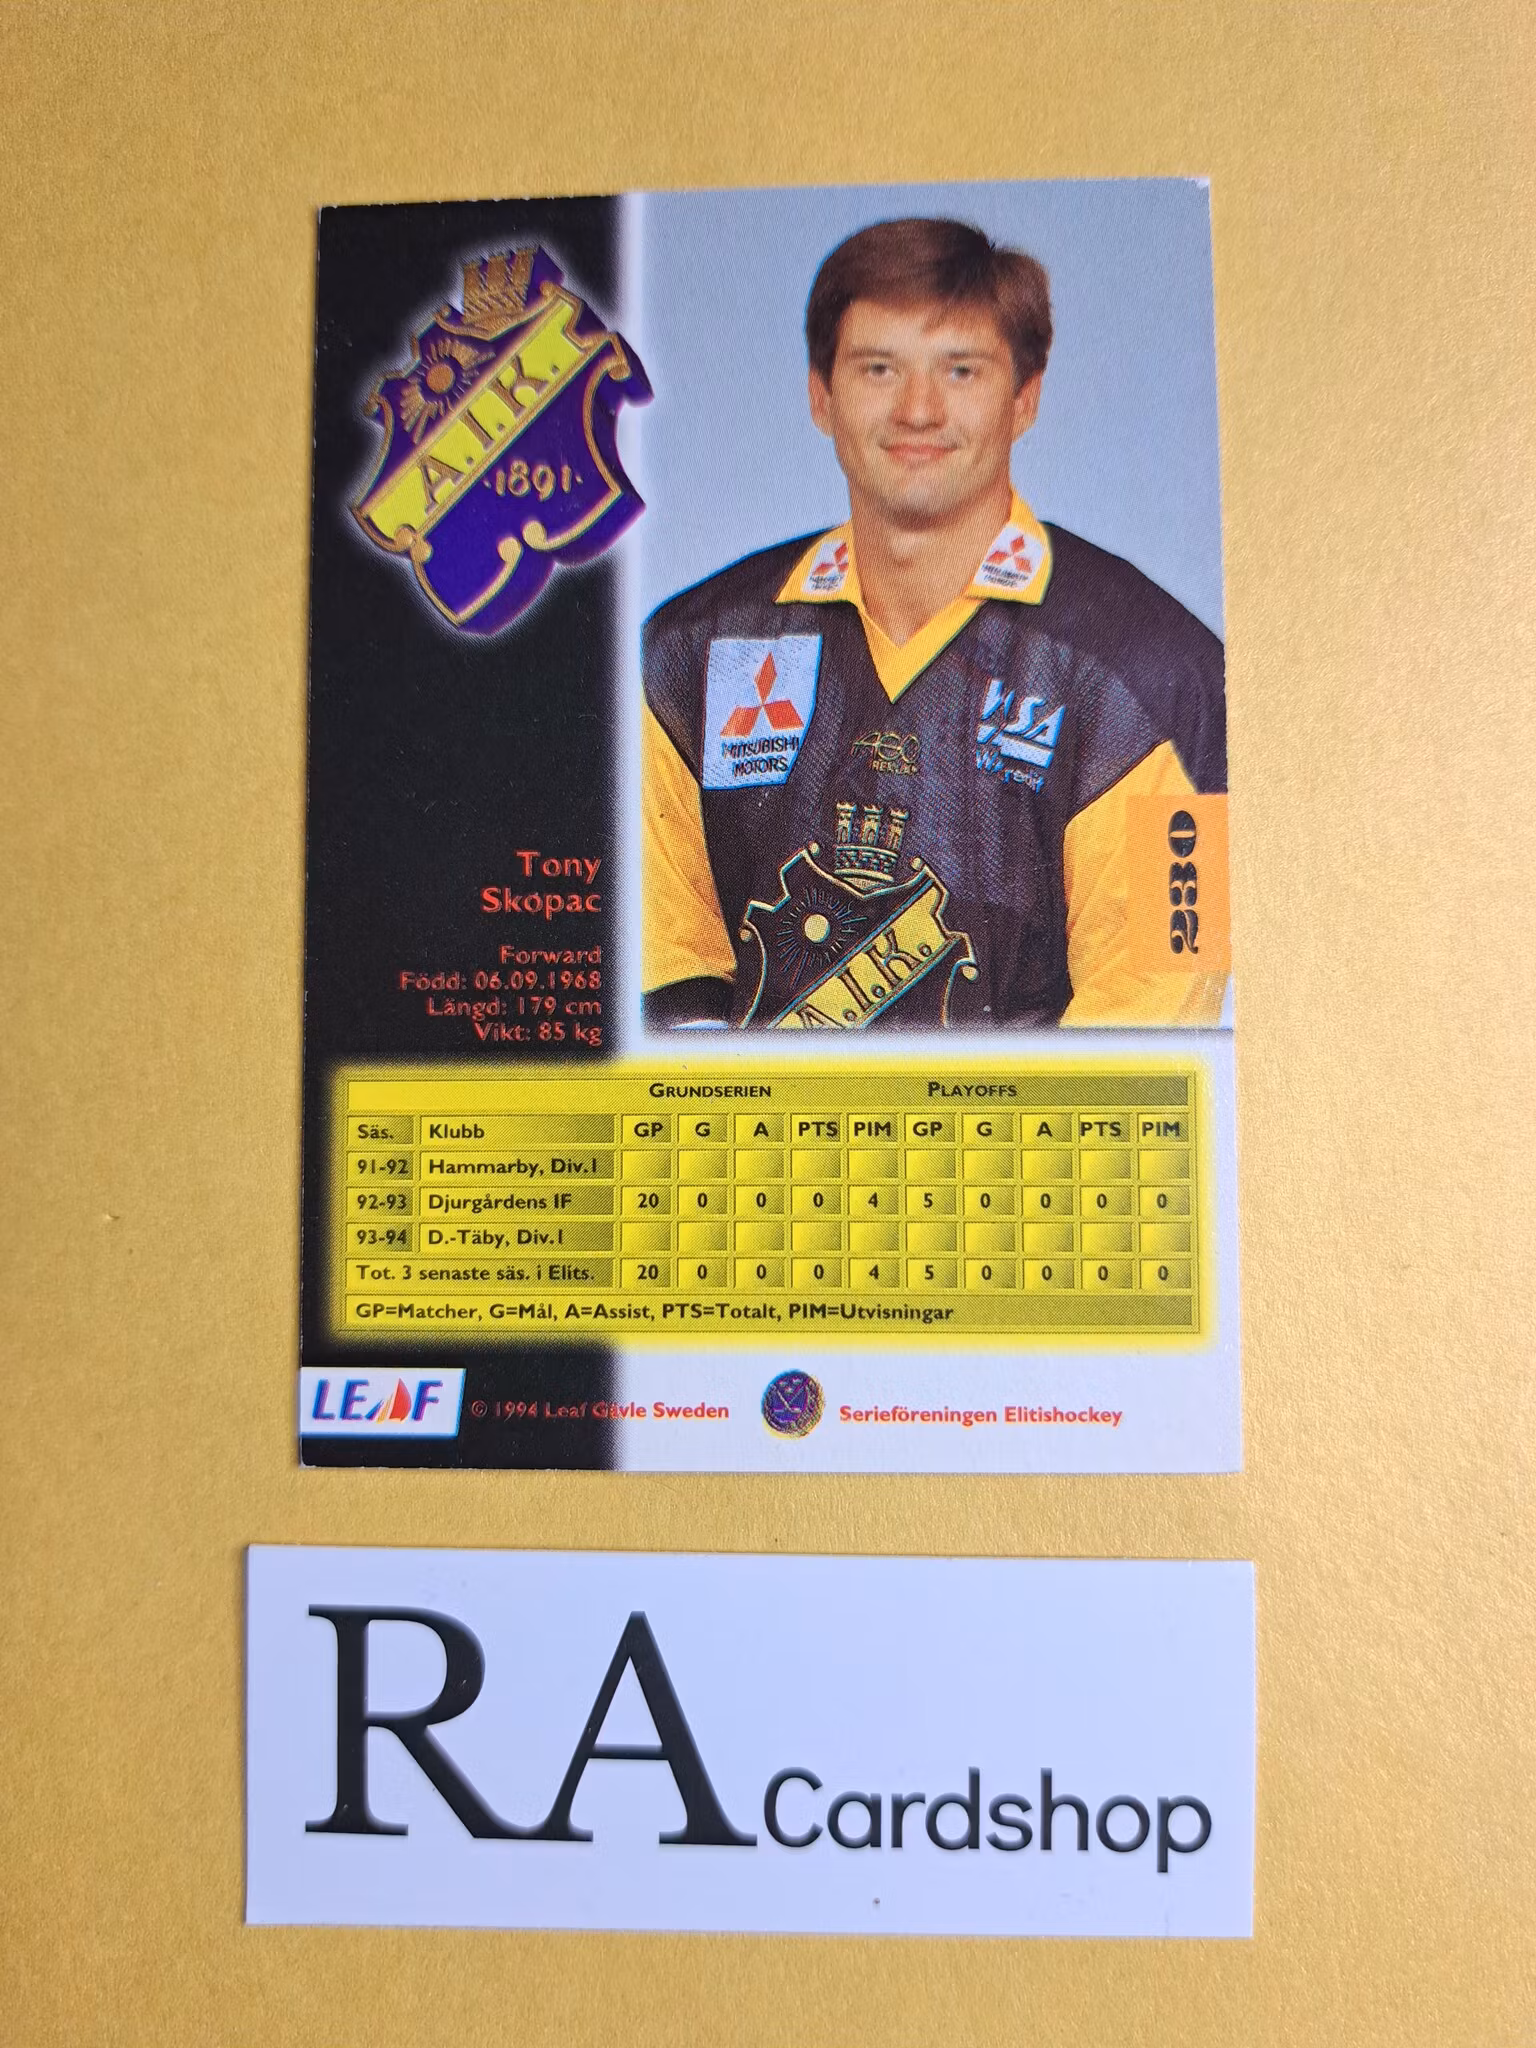 A.I.K.
·1891·
MITSUBISHI
MOTORS
VISA
A.I.K.
230
Tony
Skopac
Forward
Född: 06.09.1968
Längd: 179 cm
Vikt: 85 kg
GRUNDSERIEN PLAYOFFS
Säs. Klubb GP G A PTS PIM GP G A PTS PIM
91-92 Hammarby, Div.1
92-93 Djurgårdens IF 20 0 0 0 4 5 0 0 0 0
93-94 D.-Täby, Div.1
Tot. 3 senaste säs. i Elits. 20 0 0 0 4 5 0 0 0 0
GP=Matcher, G=Mål, A=Assist, PTS=Totalt, PIM=Utvisningar
LEAF © 1994 Leaf Gävle Sweden Serieföreningen Elitishockey
RA Cardshop